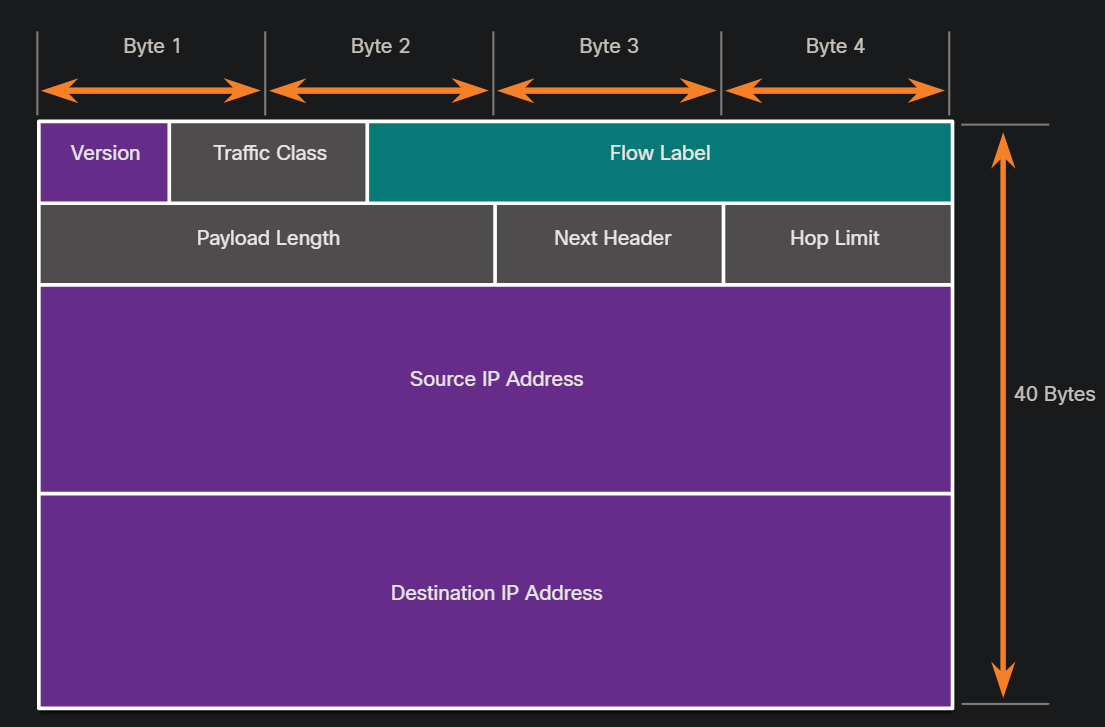 Byte 1 Byte 2 Byte 3 Byte 4
Version Traffic Class Flow Label
Payload Length Next Header Hop Limit
Source IP Address
40 Bytes
Destination IP Address